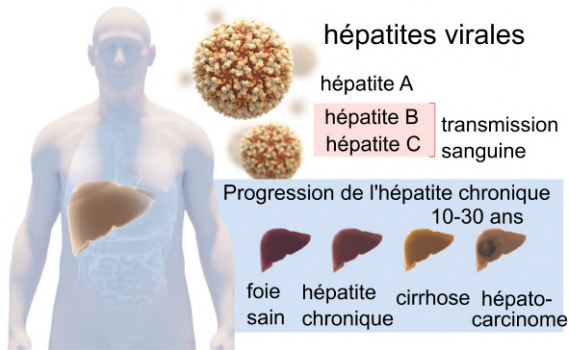 hépatites virales
hépatite A
hépatite B
hépatite C
transmission
sanguine
Progression de l'hépatite chronique
10-30 ans
foie
sain
hépatite
chronique
cirrhose
hépato-
carcinome